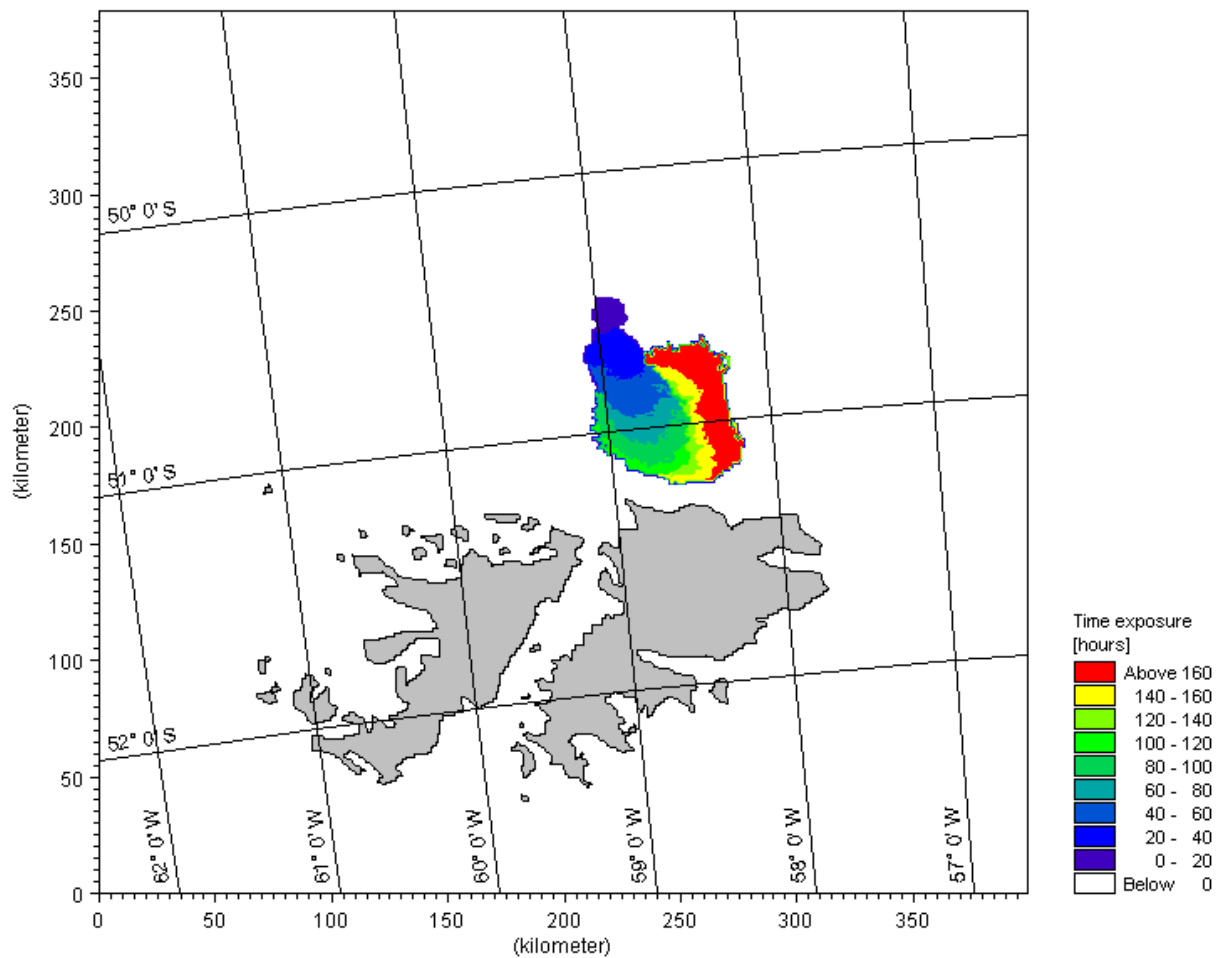 350
300
250
200
150
100
50
0
(kilometer)
50° 0' S
51° 0' S
52° 0' S
62° 0' W
61° 0' W
60° 0' W
59° 0' W
58° 0' W
57° 0' W
0
50
100
150
200
250
300
350
(kilometer)
Time exposure
[hours]
Above 160
140 - 160
120 - 140
100 - 120
80 - 100
60 - 80
40 - 60
20 - 40
0 - 20
Below 0